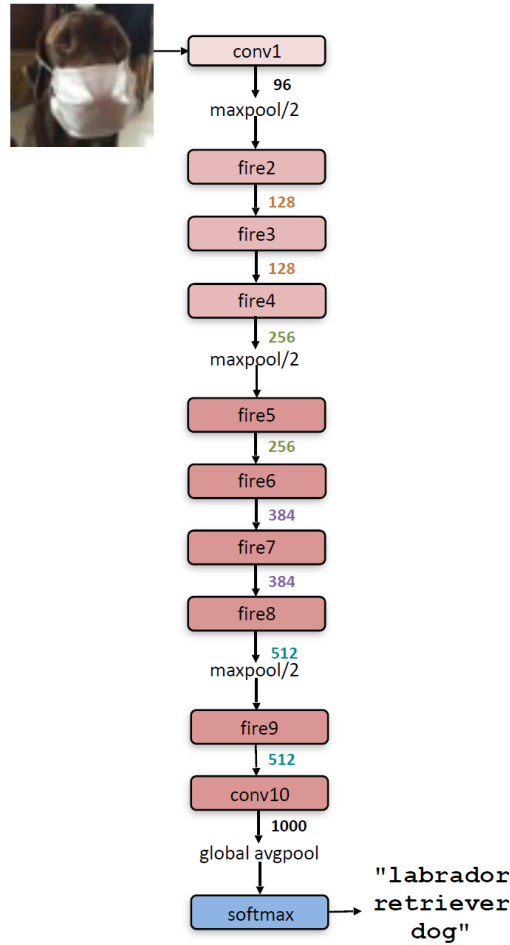 conv1
96
maxpool/2
fire2
128
fire3
128
fire4
256
maxpool/2
fire5
256
fire6
384
fire7
384
fire8
512
maxpool/2
fire9
512
conv10
1000
global avgpool
softmax
"labrador
retriever
dog"